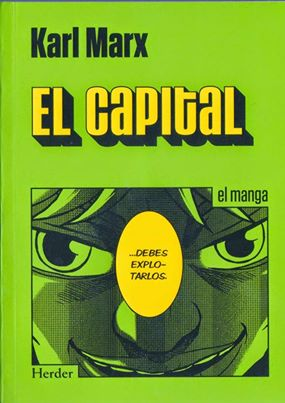 Karl Marx
EL CAPITAL
el manga
...DEBES
EXPLO-
TARLOS.
Herder